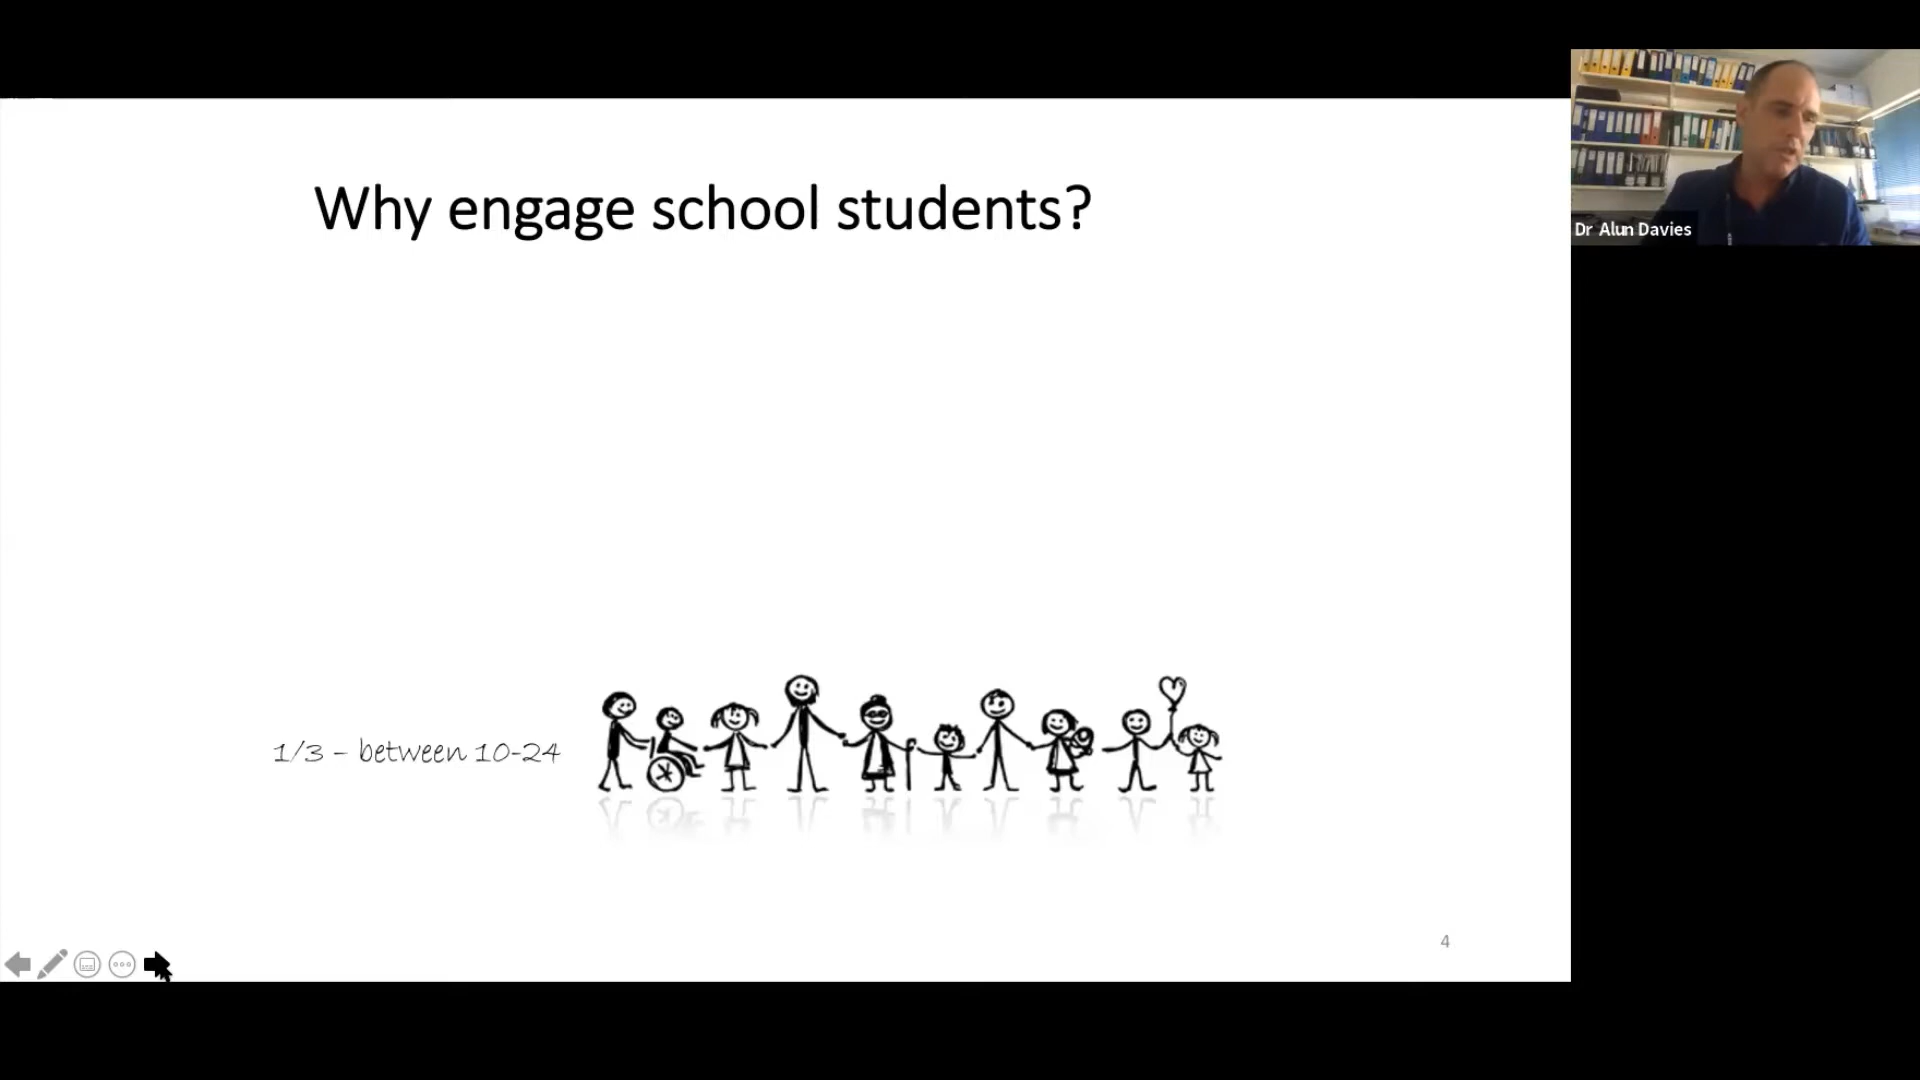 Why engage school students?
Dr Alun Davies
1/3 – between 10-24
4